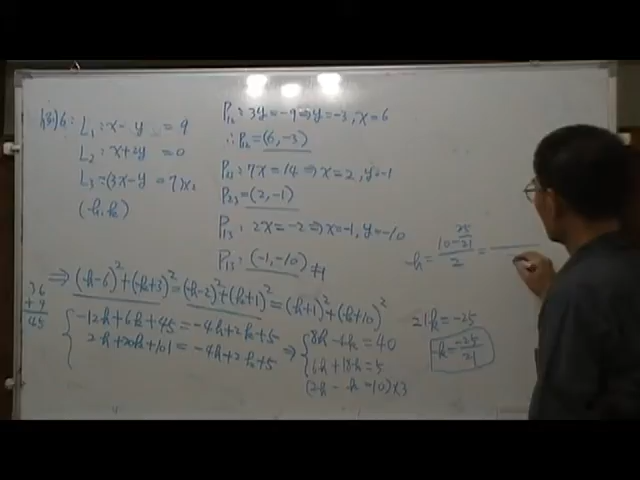 L₁: x - y = 9
L₂: x + 2y = 0
L₃ = (3x - y = 7)x₂
(h, k)
P₁₂: 3y = -9 ⇒ y = -3, x = 6
∴ P₁₂ = (6, -3)
P₂₃: 7x = 14 ⇒ x = 2, y = -1
P₂₃ = (2, -1)
P₁₃: 2x = -2 ⇒ x = -1, y = -10
P₁₃: (-1, -10)
⇒ (h-6)² + (k+3)² = (h-2)² + (k+1)² = (h+1)² + (k+10)²
36
+ 9
45
-12h + 6k + 45 = -4h + 2k + 5
2h + 20k + 101 = -4h + 2k + 5
⇒ 8h - 4k = 40
(2h - k = 10) x 3
21k = -25
k = -25/21
h = (10 - 25/21)/2 =